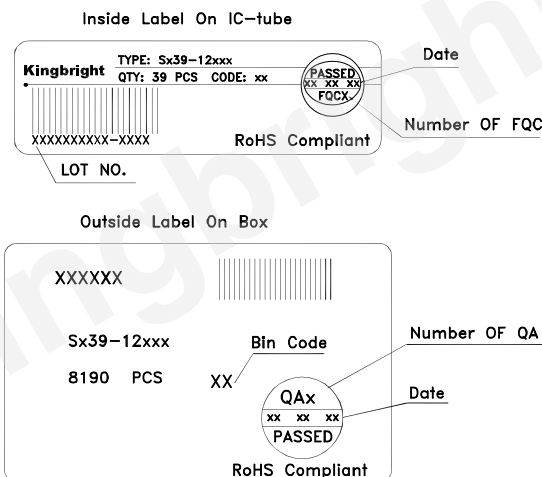 Inside Label On IC-tube
Kingbright
TYPE: Sx39-12xxx
QTY: 39 PCS CODE: xx
PASSED
xx xx xx
FQCX.
Date
Number OF FQC
XXXXXXXXXX-XXXX
RoHS Compliant
LOT NO.
Outside Label On Box
XXXXXX
Sx39-12xxx
Bin Code
Number OF QA
8190 PCS
XX
QAx
Date
xx xx xx
PASSED
RoHS Compliant